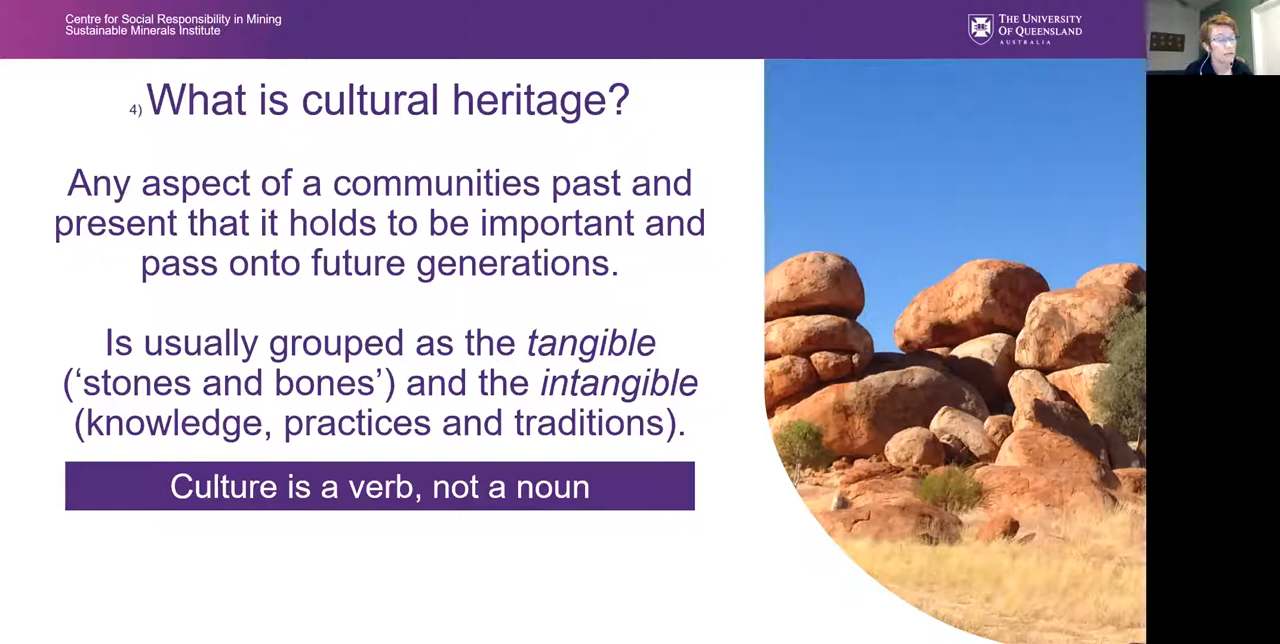 Centre for Social Responsibility in Mining
Sustainable Minerals Institute
THE UNIVERSITY
OF QUEENSLAND
AUSTRALIA
4) What is cultural heritage?
Any aspect of a communities past and
present that it holds to be important and
pass onto future generations.
Is usually grouped as the tangible
(‘stones and bones’) and the intangible
(knowledge, practices and traditions).
Culture is a verb, not a noun